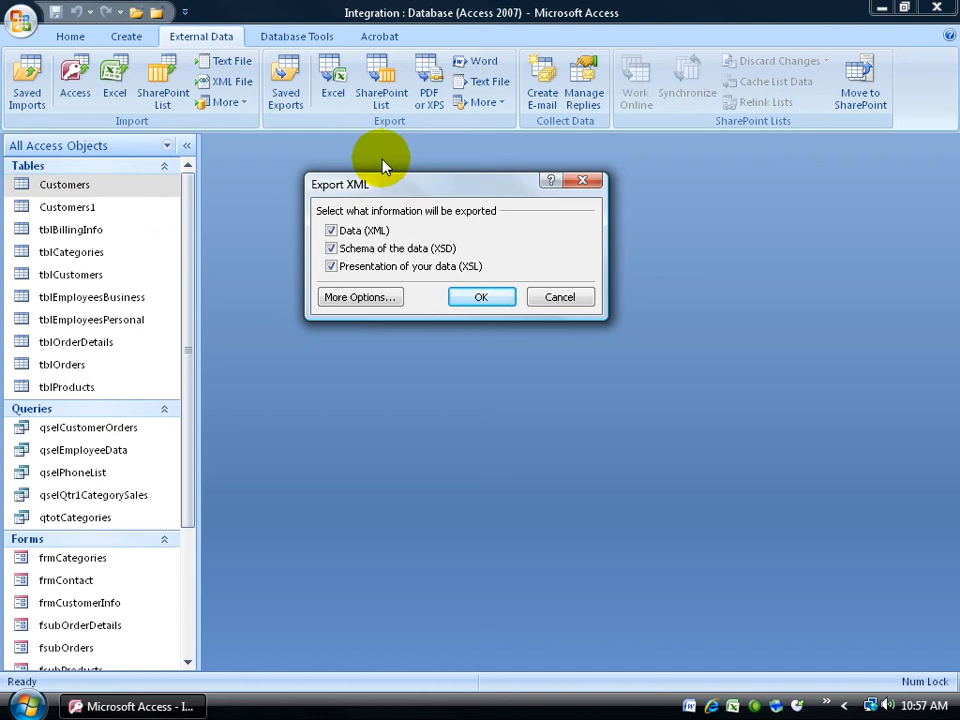 Integration : Database (Access 2007) - Microsoft Access
Home Create External Data Database Tools Acrobat
Saved Imports
Access
Excel
SharePoint List
Text File
XML File
More
Import
Saved Exports
Excel
SharePoint List
PDF or XPS
Word
Text File
More
Export
Create E-mail
Manage Replies
Collect Data
Work Online
Synchronize
Discard Changes
Cache List Data
Relink Lists
Move to SharePoint
SharePoint Lists
All Access Objects
Tables
Customers
Customers1
tblBillingInfo
tblCategories
tblCustomers
tblEmployeesBusiness
tblEmployeesPersonal
tblOrderDetails
tblOrders
tblProducts
Queries
qselCustomerOrders
qselEmployeeData
qselPhoneList
qselQtr1CategorySales
qtotCategories
Forms
frmCategories
frmContact
frmCustomerInfo
fsubOrderDetails
fsubOrders
fsubProducts
Export XML
Select what information will be exported
Data (XML)
Schema of the data (XSD)
Presentation of your data (XSL)
More Options... OK Cancel
Ready Num Lock
Microsoft Access - I... 10:57 AM